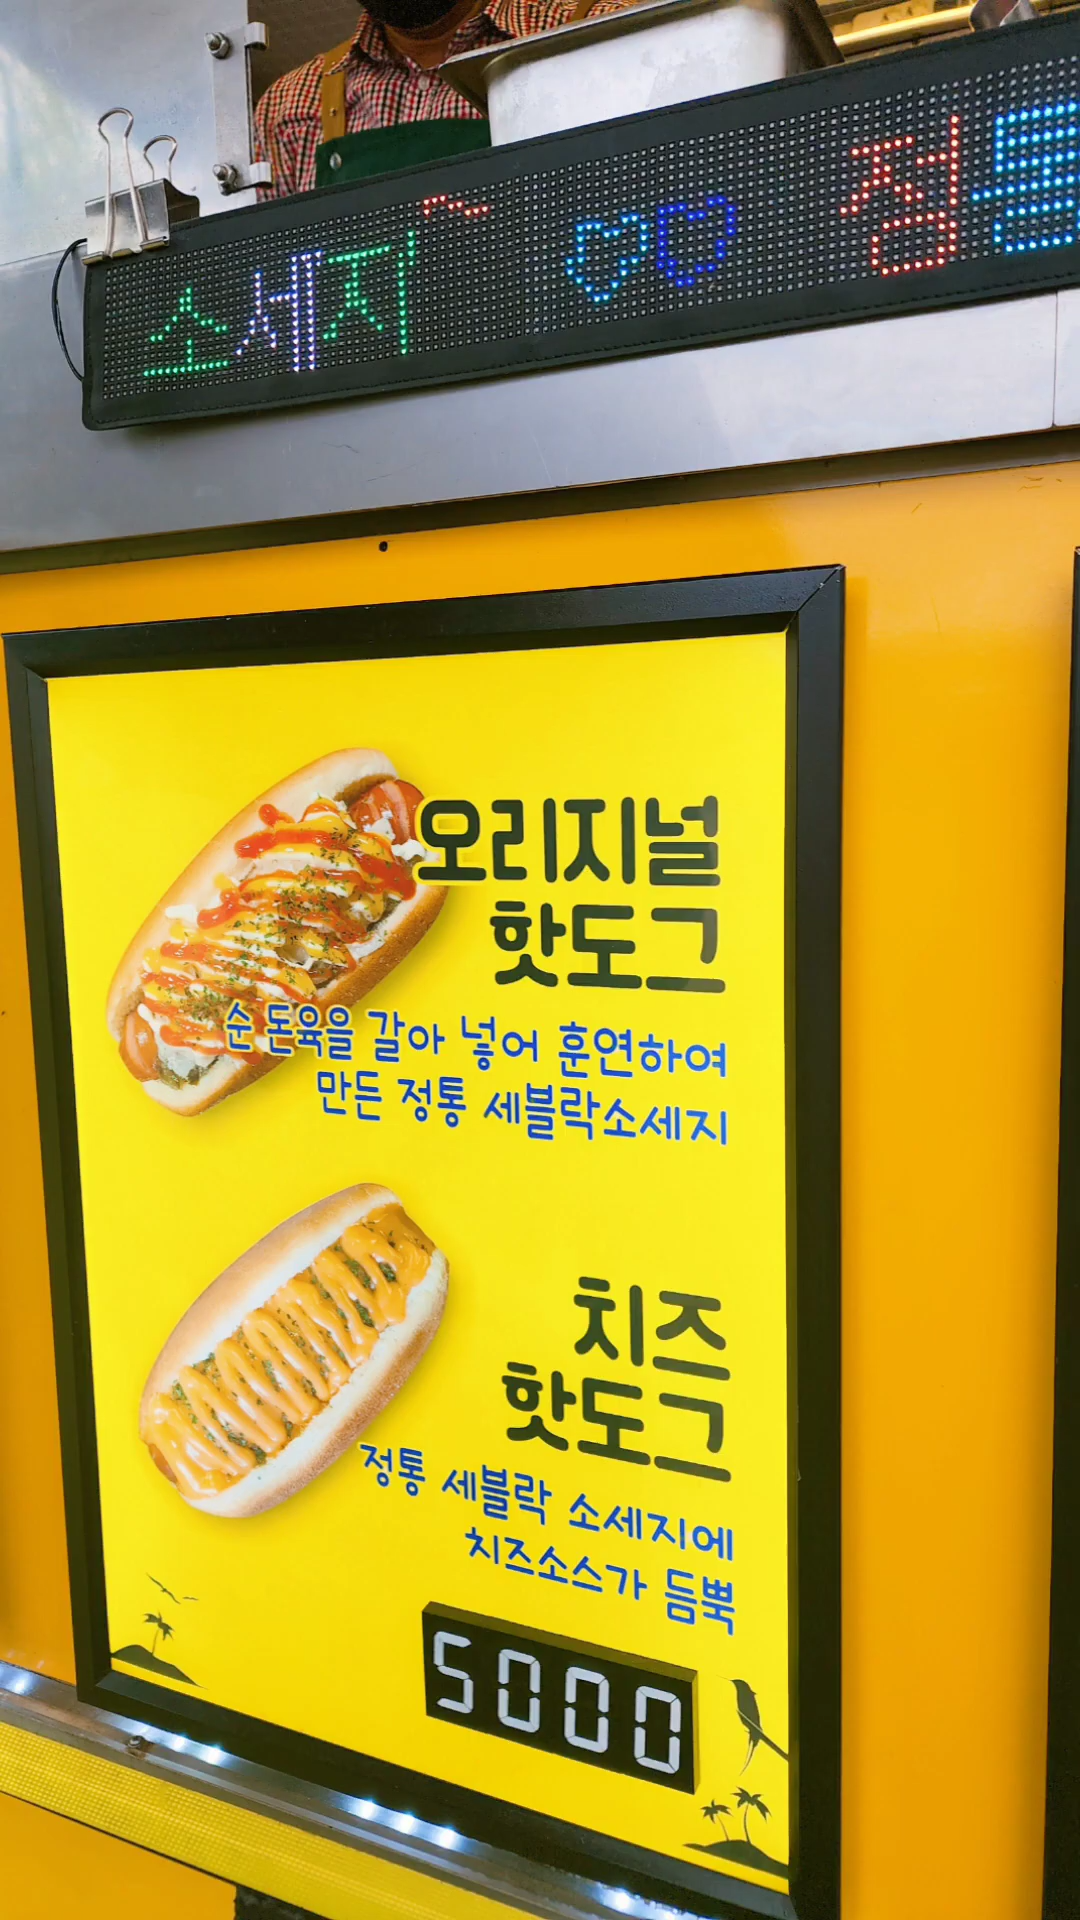 소세지~ ♡♡ 점
오리지널
핫도그
순 돈육을 갈아 넣어 훈연하여
만든 정통 세블락소세지
치즈
핫도그
정통 세블락 소세지에
치즈소스가 듬뿍
5000